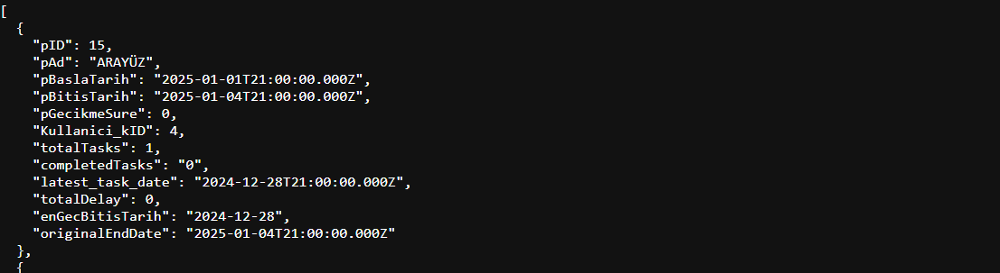 [
  {
    "pID": 15,
    "pAd": "ARAYÜZ",
    "pBaslaTarih": "2025-01-01T21:00:00.000Z",
    "pBitisTarih": "2025-01-04T21:00:00.000Z",
    "pGecikmeSure": 0,
    "Kullanici_kID": 4,
    "totalTasks": 1,
    "completedTasks": "0",
    "latest_task_date": "2024-12-28T21:00:00.000Z",
    "totalDelay": 0,
    "enGecBitisTarih": "2024-12-28",
    "originalEndDate": "2025-01-04T21:00:00.000Z"
  },
  {